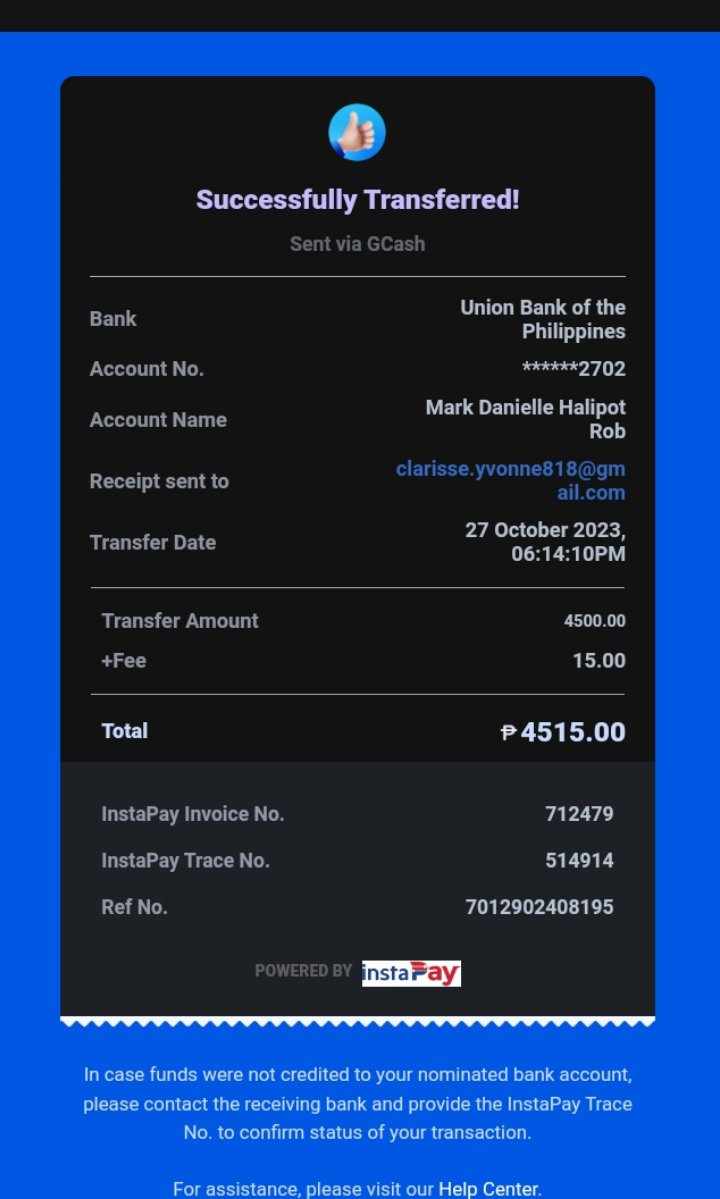 Successfully Transferred!
Sent via GCash
Bank
Union Bank of the
Philippines
Account No.
******2702
Account Name
Mark Danielle Halipot
Rob
Receipt sent to
clarisse.yvonne818@gm
ail.com
Transfer Date
27 October 2023,
06:14:10PM
Transfer Amount
4500.00
+Fee
15.00
Total
₱4515.00
InstaPay Invoice No.
712479
InstaPay Trace No.
514914
Ref No.
7012902408195
POWERED BY instaPay
In case funds were not credited to your nominated bank account,
please contact the receiving bank and provide the InstaPay Trace
No. to confirm status of your transaction.
For assistance, please visit our Help Center.